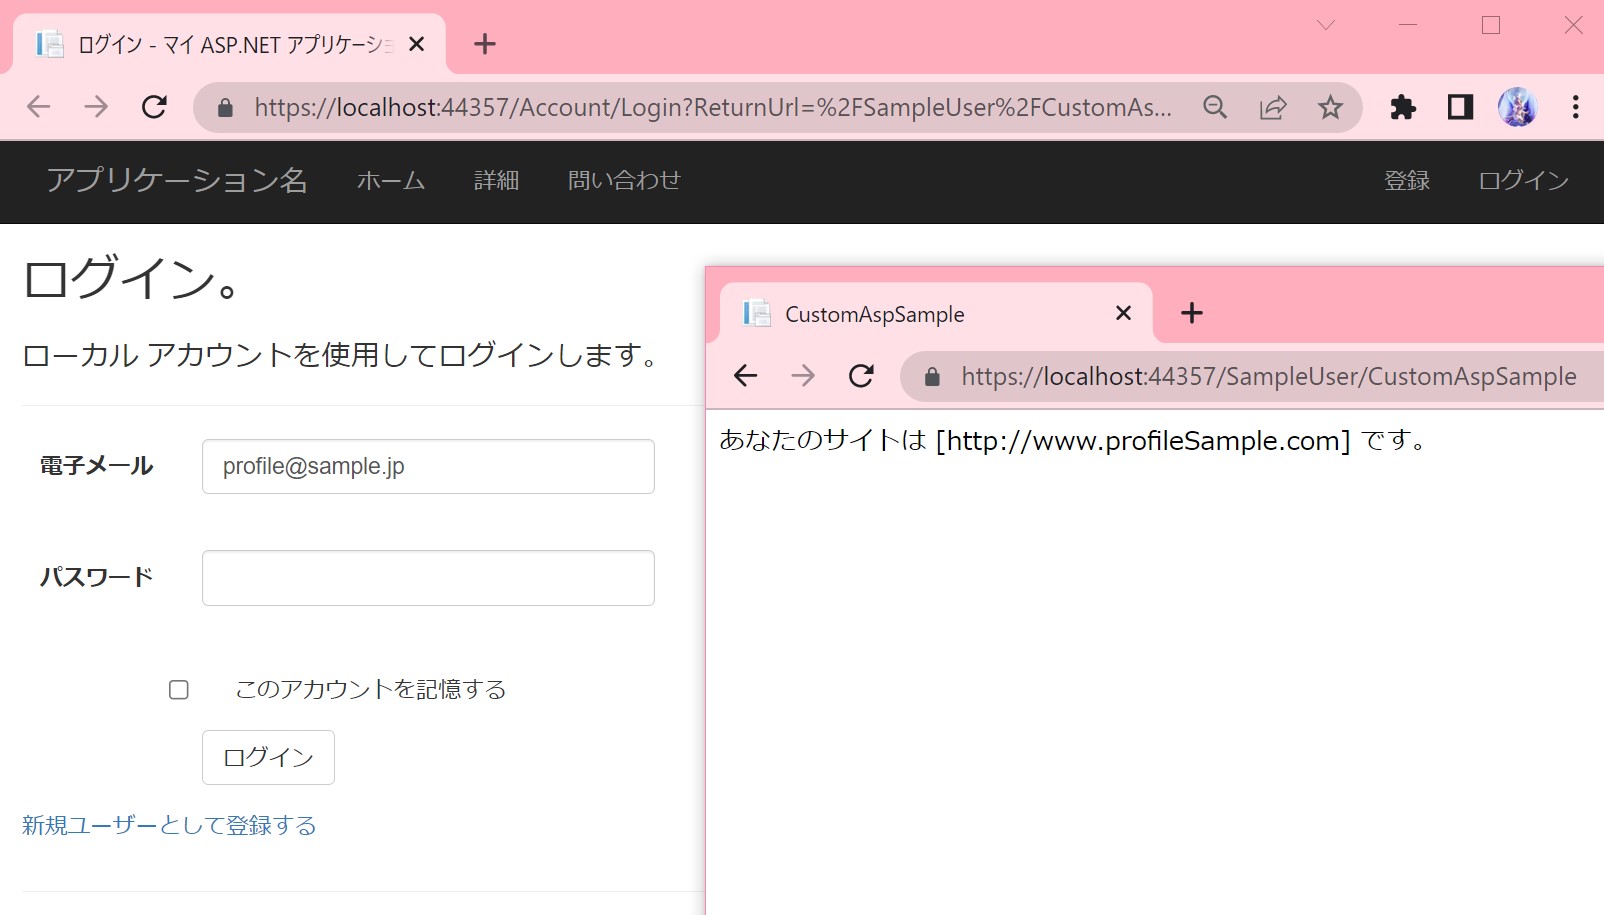 ログイン - マイ ASP.NET アプリケーショ
https://localhost:44357/Account/Login?ReturnUrl=%2FSampleUser%2FCustomAs...
アプリケーション名 ホーム 詳細 問い合わせ 登録 ログイン
ログイン。
ローカル アカウントを使用してログインします。
電子メール profile@sample.jp
パスワード
このアカウントを記憶する
ログイン
新規ユーザーとして登録する
CustomAspSample
https://localhost:44357/SampleUser/CustomAspSample
あなたのサイトは [http://www.profileSample.com] です。